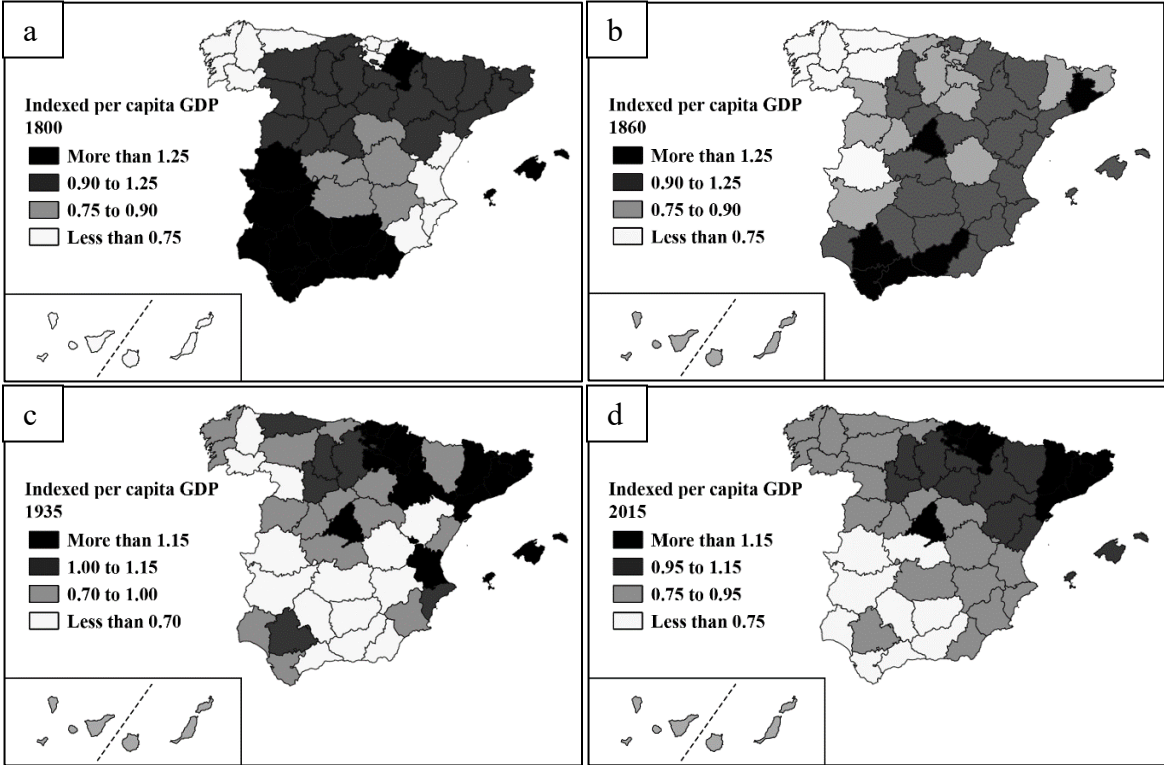 a
Indexed per capita GDP
1800
More than 1.25
0.90 to 1.25
0.75 to 0.90
Less than 0.75
b
Indexed per capita GDP
1860
More than 1.25
0.90 to 1.25
0.75 to 0.90
Less than 0.75
c
Indexed per capita GDP
1935
More than 1.15
1.00 to 1.15
0.70 to 1.00
Less than 0.70
d
Indexed per capita GDP
2015
More than 1.15
0.95 to 1.15
0.75 to 0.95
Less than 0.75